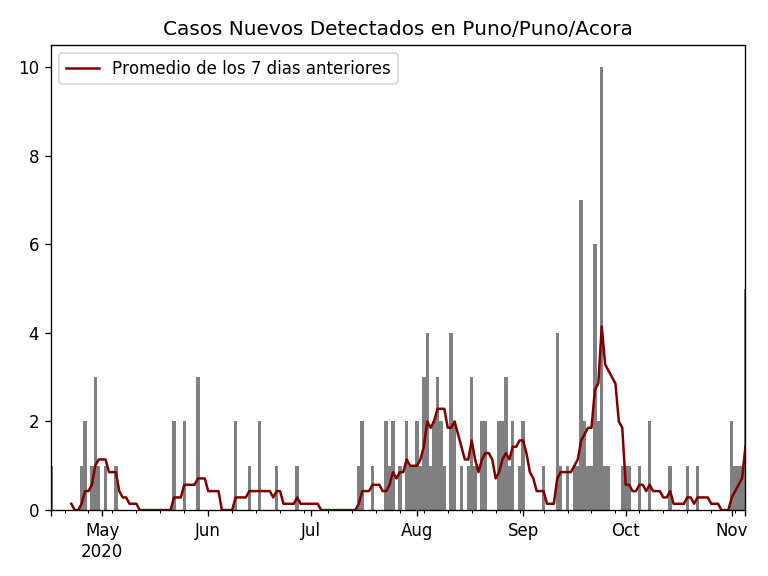 Casos Nuevos Detectados en Puno/Puno/Acora
Promedio de los 7 dias anteriores
10
8
6
4
2
0
May Jun Jul Aug Sep Oct Nov
2020